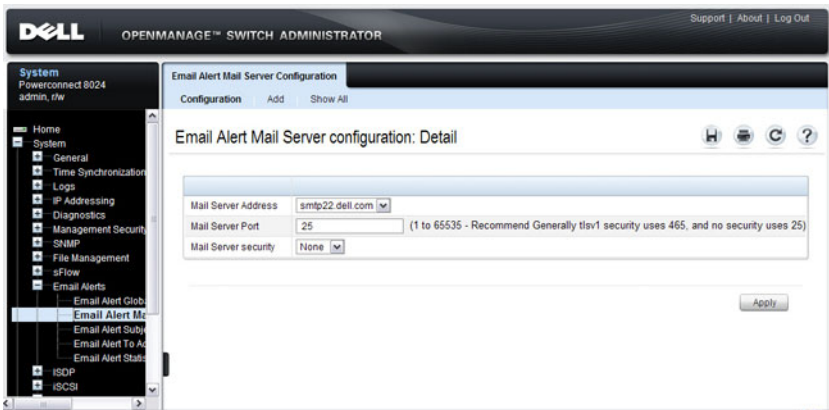 Support | About | Log Out
DELL
OPENMANAGE™ SWITCH ADMINISTRATOR
System
Powerconnect 8024
admin, r/w
Home
System
General
Time Synchronization
Logs
IP Addressing
Diagnostics
Management Security
SNMP
File Management
sFlow
Email Alerts
Email Alert Glob
Email Alert Ma
Email Alert Subj
Email Alert To Ad
Email Alert Statis
ISDP
iSCSI
Email Alert Mail Server Configuration
Configuration Add Show All
Email Alert Mail Server configuration: Detail
Mail Server Address smtp22.dell.com
Mail Server Port 25 (1 to 65535 - Recommend Generally tlsv1 security uses 465, and no security uses 25)
Mail Server security None
Apply